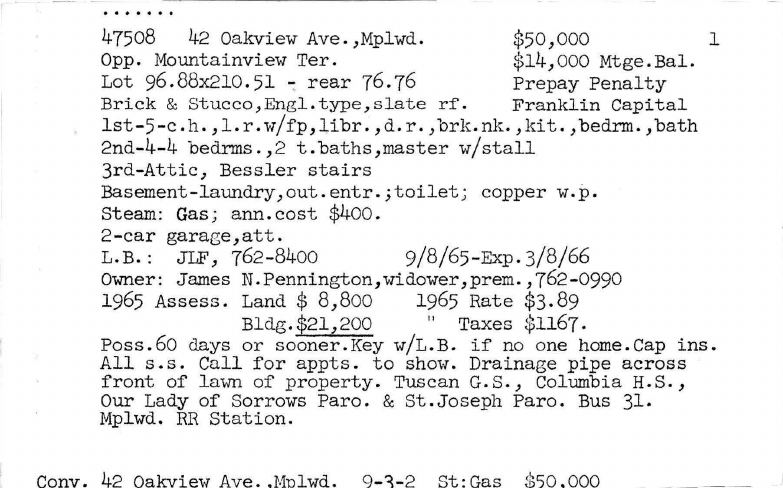 .......
47508 42 Oakview Ave.,Mplwd. $50,000 1
Opp. Mountainview Ter. $14,000 Mtge.Bal.
Lot 96.88x210.51 - rear 76.76 Prepay Penalty
Brick & Stucco,Engl.type,slate rf. Franklin Capital
1st-5-c.h.,l.r.w/fp,libr.,d.r.,brk.nk.,kit.,bedrm.,bath
2nd-4-4 bedrms.,2 t.baths,master w/stall
3rd-Attic, Bessler stairs
Basement-laundry,out.entr.;toilet; copper w.p.
Steam: Gas; ann.cost $400.
2-car garage,att.
L.B.: JLF, 762-8400 9/8/65-Exp.3/8/66
Owner: James N.Pennington,widower,prem.,762-0990
1965 Assess. Land $ 8,800 1965 Rate $3.89
Bldg.$21,200 " Taxes $1167.
Poss.60 days or sooner.Key w/L.B. if no one home.Cap ins.
All s.s. Call for appts. to show. Drainage pipe across
front of lawn of property. Tuscan G.S., Columbia H.S.,
Our Lady of Sorrows Paro. & St.Joseph Paro. Bus 31.
Mplwd. RR Station.
Conv. 42 Oakview Ave.,Mplwd. 9-3-2 St:Gas $50,000